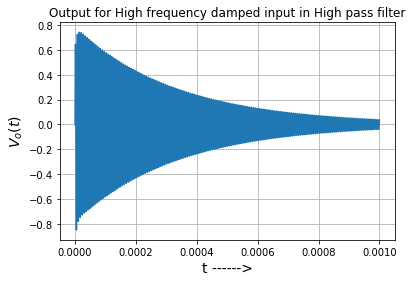 Output for High frequency damped input in High pass filter
0.8
0.6
0.4
0.2
0.0
−0.2
−0.4
−0.6
−0.8
V_o(t)
0.0000 0.0002 0.0004 0.0006 0.0008 0.0010
t ------>